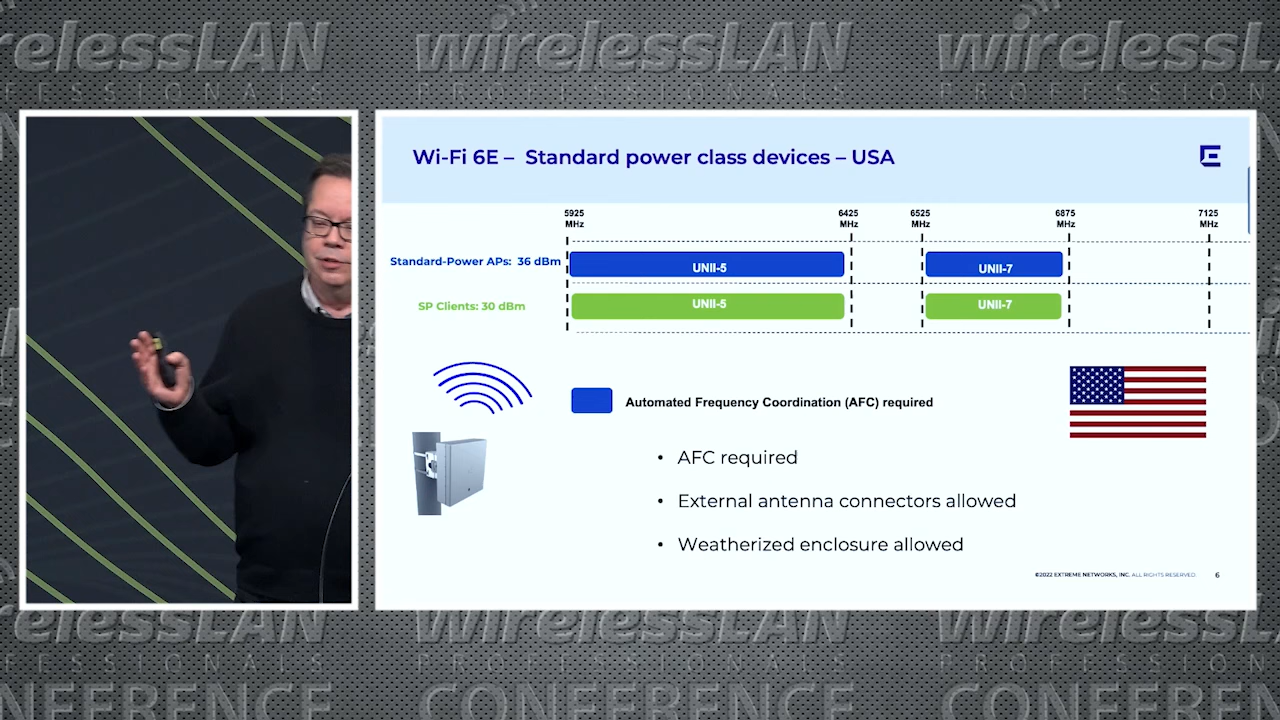 wirelessLAN
PROFESSIONALS
Wi-Fi 6E – Standard power class devices – USA
5925 MHz
6425 MHz
6525 MHz
6875 MHz
7125 MHz
Standard-Power APs: 36 dBm
UNII-5
UNII-7
SP Clients: 30 dBm
UNII-5
UNII-7
Automated Frequency Coordination (AFC) required
• AFC required
• External antenna connectors allowed
• Weatherized enclosure allowed
©2022 EXTREME NETWORKS, INC. ALL RIGHTS RESERVED.
6
wirelessLAN
PROFESSIONALS
CONFERENCE